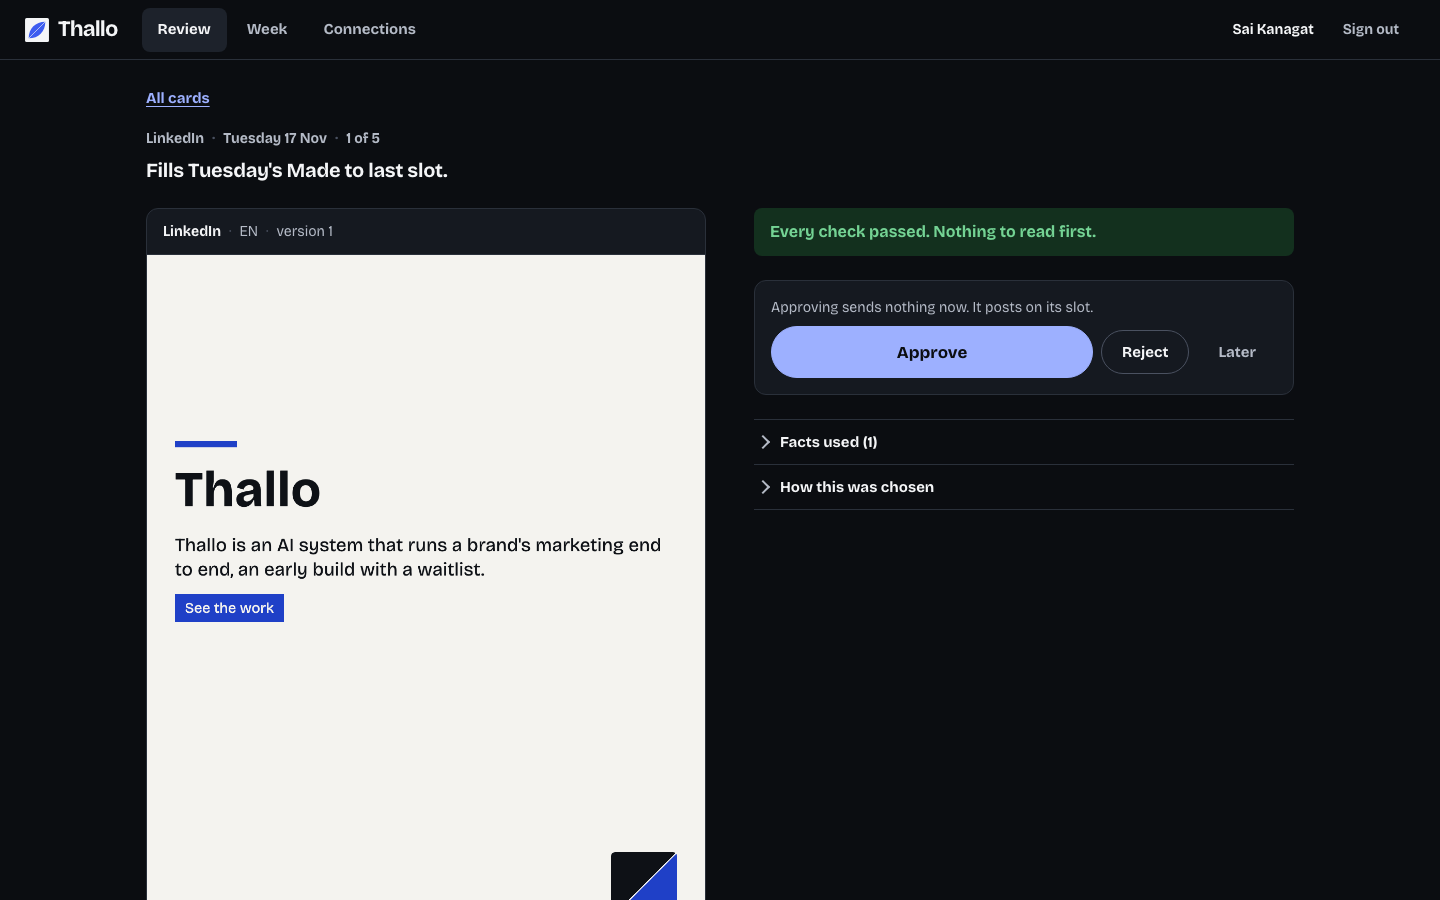 Thallo
Review
Week
Connections
Sai Kanagat
Sign out
All cards
LinkedIn · Tuesday 17 Nov · 1 of 5
Fills Tuesday's Made to last slot.
LinkedIn · EN · version 1
Thallo
Thallo is an AI system that runs a brand's marketing end
to end, an early build with a waitlist.
See the work
Every check passed. Nothing to read first.
Approving sends nothing now. It posts on its slot.
Approve
Reject
Later
Facts used (1)
How this was chosen